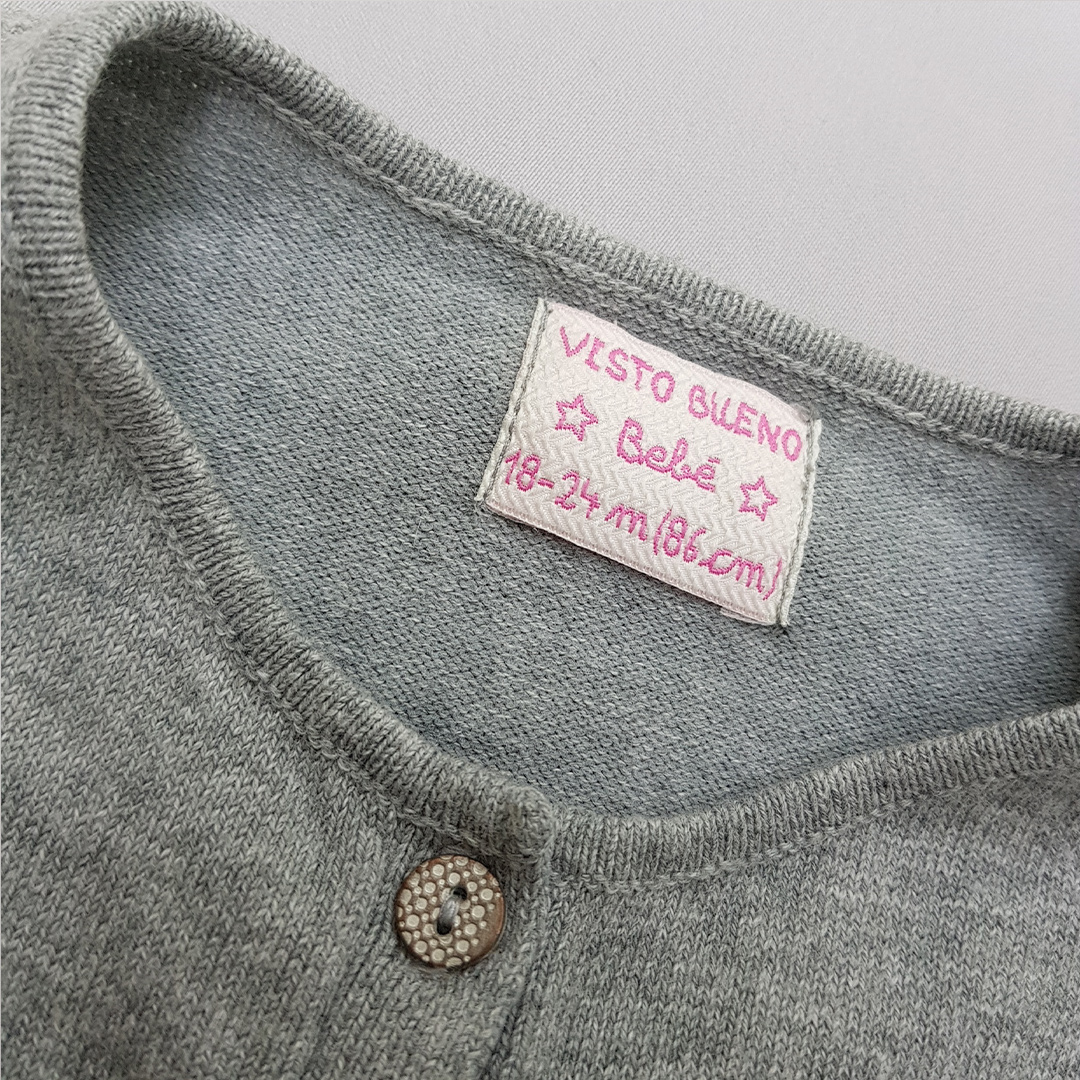 VISTO BUENO
Bebé
18-24 m (86 cm)